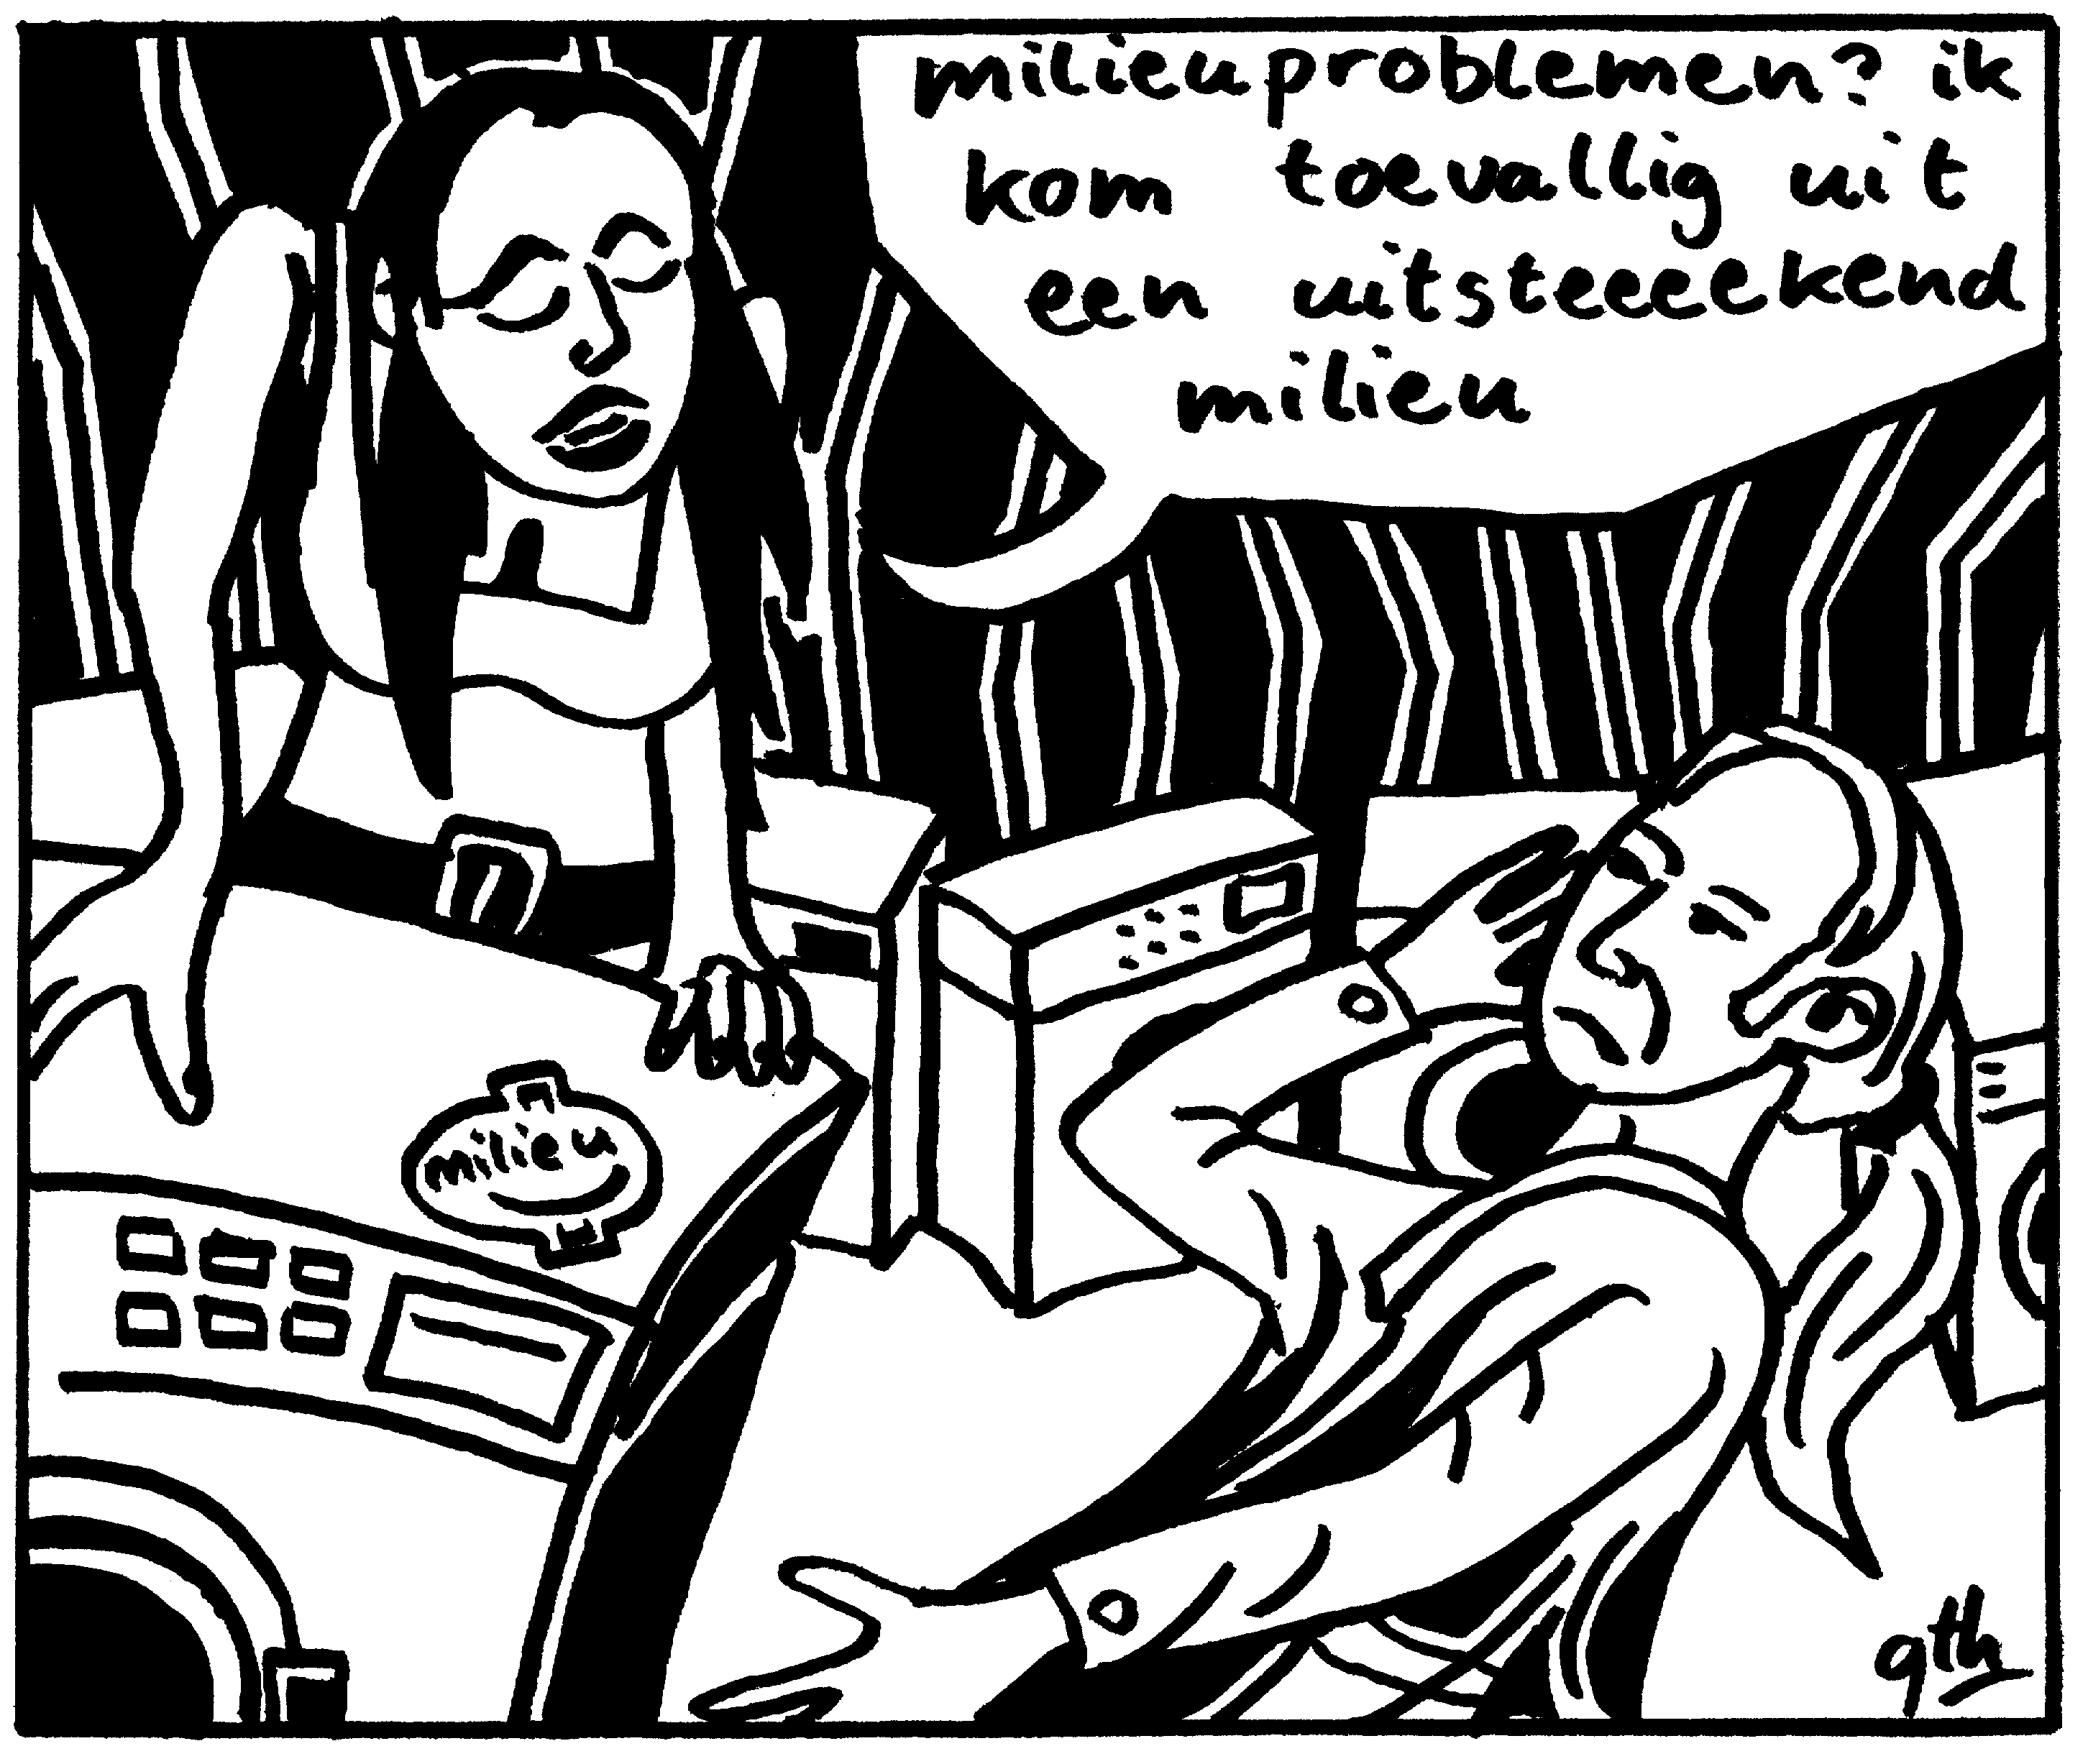 milieuproblemen? ik
kom toevallig uit
een uitsteeeekend
milieu
milieu
gth